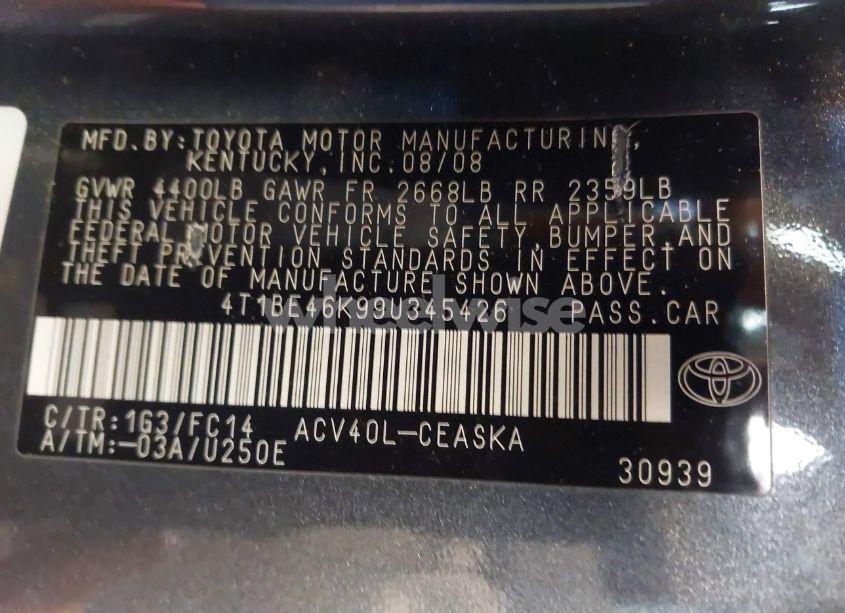 MFD.BY:TOYOTA MOTOR MANUFACTURING,
KENTUCKY,INC.08/08
GVWR 4400LB GAWR FR 2668LB RR 2359LB
THIS VEHICLE CONFORMS TO ALL APPLICABLE
FEDERAL MOTOR VEHICLE SAFETY,BUMPER,AND
THEFT PREVENTION STANDARDS IN EFFECT ON
THE DATE OF MANUFACTURE SHOWN ABOVE.
4T1BE46K99U345426 PASS.CAR
wheelwise
C/TR:1G3/FC14 ACV40L-CEASKA
A/TM:-03A/U250E
30939